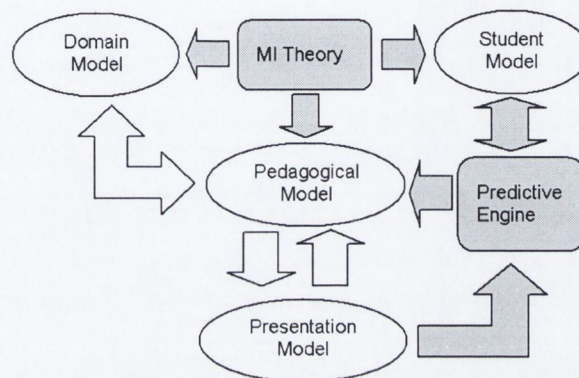 Domain
Model
MI Theory
Student
Model
Pedagogical
Model
Predictive
Engine
Presentation
Model